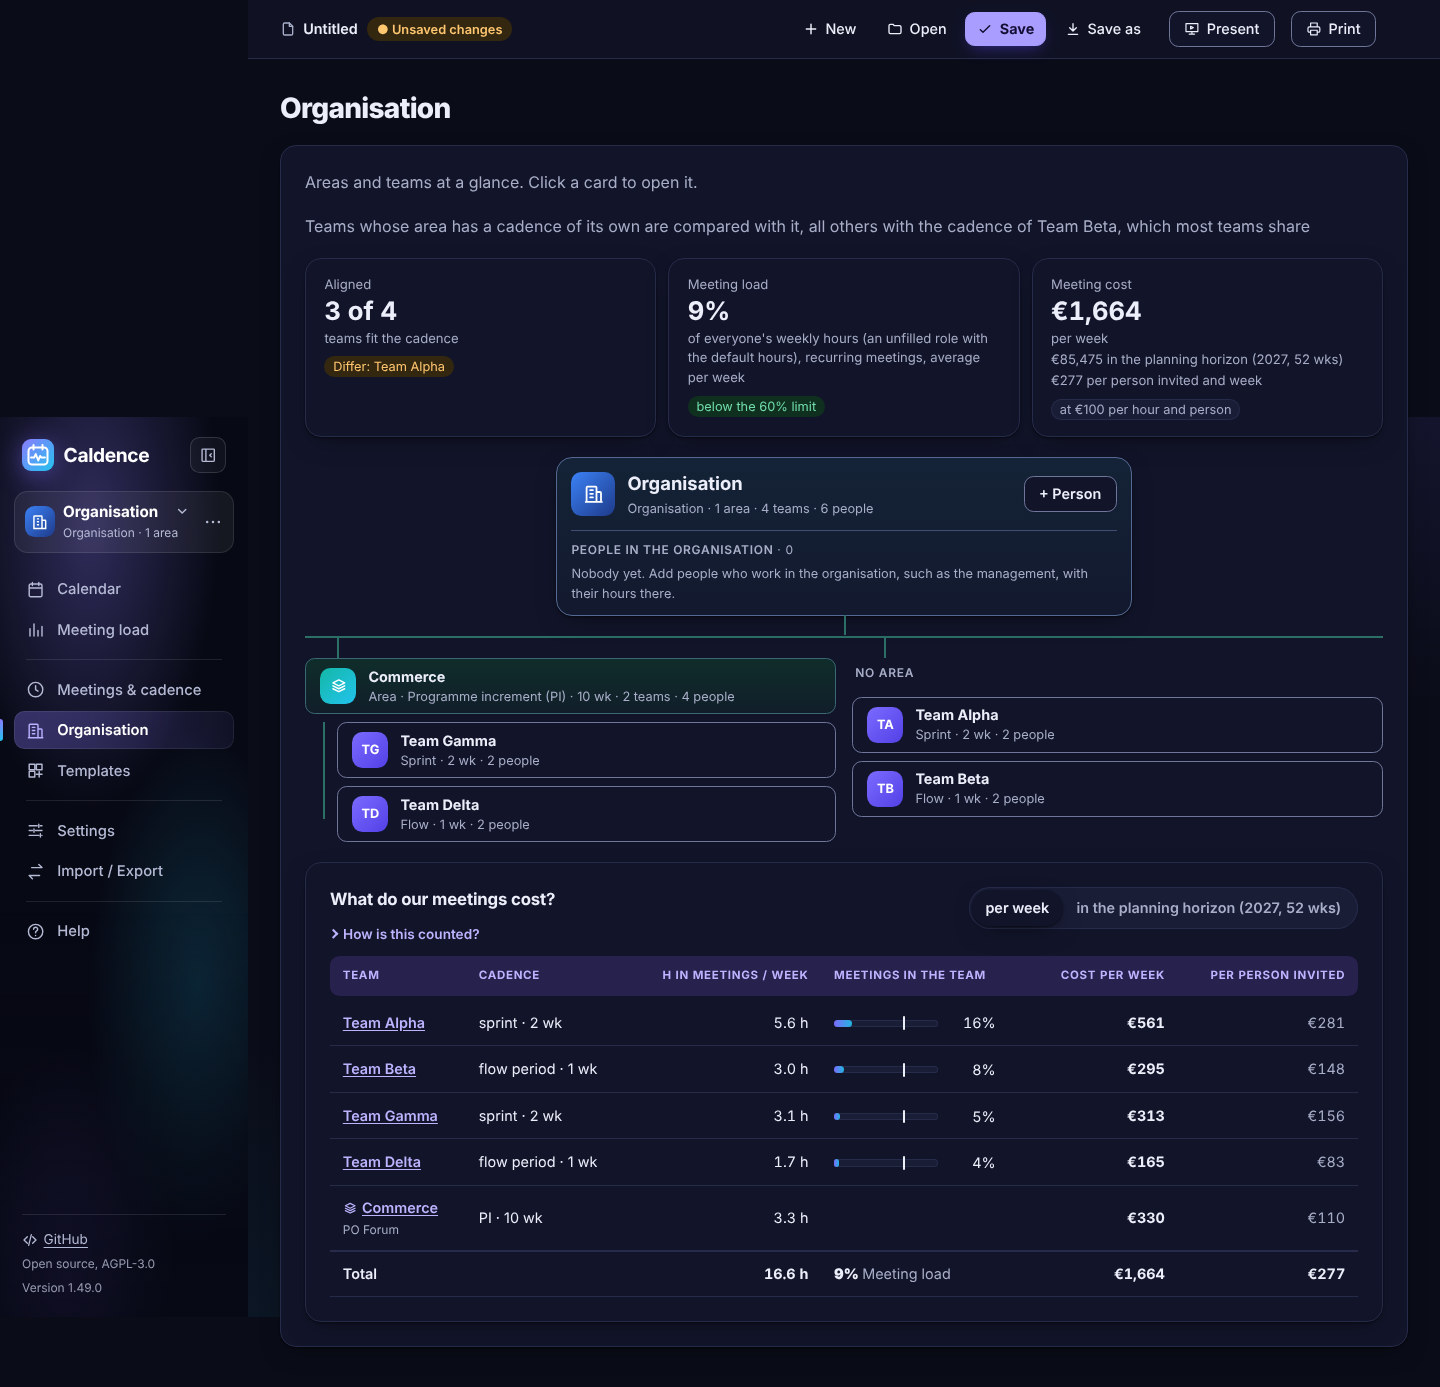 Untitled
Unsaved changes
New
Open
Save
Save as
Present
Print
Caldence
Organisation
Organisation · 1 area
Calendar
Meeting load
Meetings & cadence
Organisation
Templates
Settings
Import / Export
Help
GitHub
Open source, AGPL-3.0
Version 1.49.0
Organisation
Areas and teams at a glance. Click a card to open it.
Teams whose area has a cadence of its own are compared with it, all others with the cadence of Team Beta, which most teams share
Aligned
3 of 4
teams fit the cadence
Differ: Team Alpha
Meeting load
9%
of everyone's weekly hours (an unfilled role with
the default hours), recurring meetings, average
per week
below the 60% limit
Meeting cost
€1,664
per week
€85,475 in the planning horizon (2027, 52 wks)
€277 per person invited and week
at €100 per hour and person
Organisation
Organisation · 1 area · 4 teams · 6 people
+ Person
PEOPLE IN THE ORGANISATION · 0
Nobody yet. Add people who work in the organisation, such as the management, with
their hours there.
Commerce
Area · Programme increment (PI) · 10 wk · 2 teams · 4 people
TG
Team Gamma
Sprint · 2 wk · 2 people
TD
Team Delta
Flow · 1 wk · 2 people
NO AREA
TA
Team Alpha
Sprint · 2 wk · 2 people
TB
Team Beta
Flow · 1 wk · 2 people
What do our meetings cost?
How is this counted?
per week
in the planning horizon (2027, 52 wks)
TEAM CADENCE H IN MEETINGS / WEEK MEETINGS IN THE TEAM COST PER WEEK PER PERSON INVITED
Team Alpha sprint · 2 wk 5.6 h 16% €561 €281
Team Beta flow period · 1 wk 3.0 h 8% €295 €148
Team Gamma sprint · 2 wk 3.1 h 5% €313 €156
Team Delta flow period · 1 wk 1.7 h 4% €165 €83
Commerce PI · 10 wk 3.3 h €330 €110
PO Forum
Total 16.6 h 9% Meeting load €1,664 €277